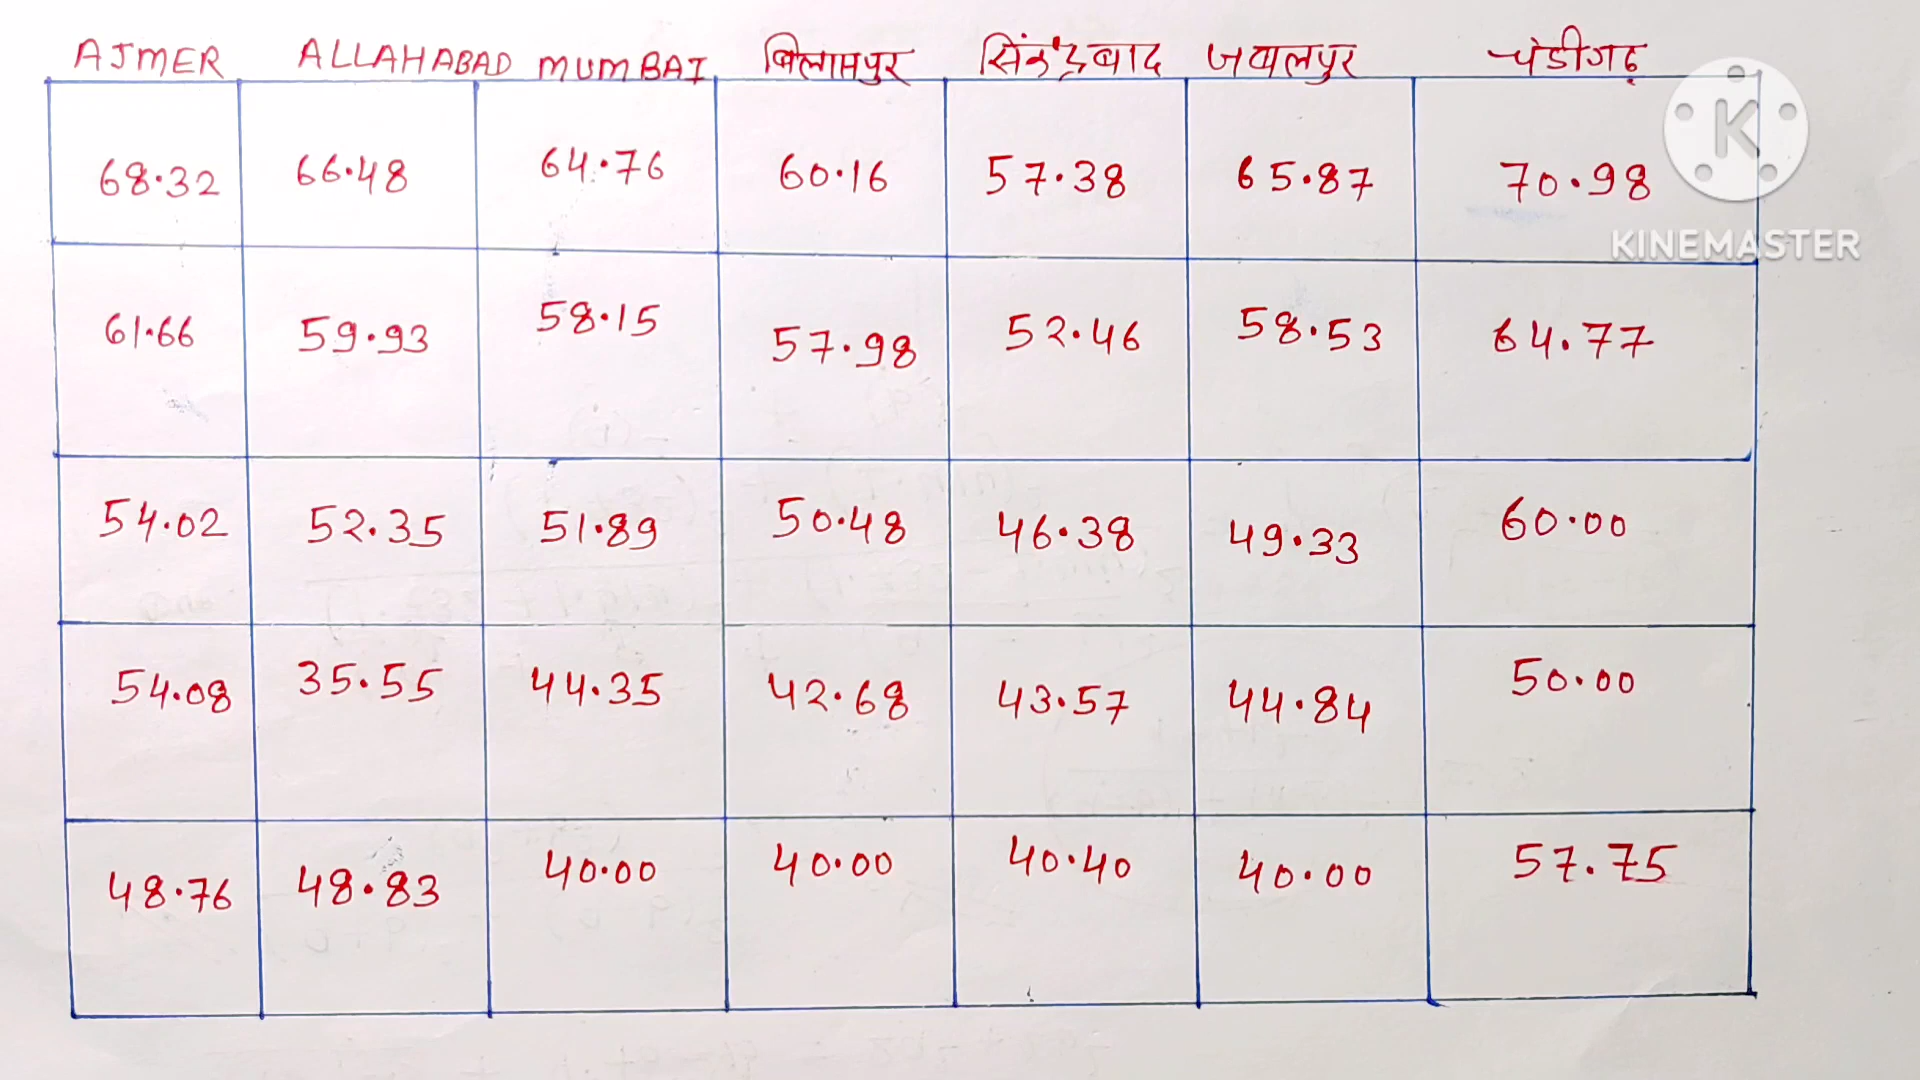 AJMER ALLAHABAD MUMBAI बिलासपुर सिकंद्राबाद जबलपुर चंडीगढ़
68.32 66.48 64.76 60.16 57.38 65.87 70.98
K
KINEMASTER
61.66 59.93 58.15 57.98 52.46 58.53 64.77
54.02 52.35 51.89 50.48 46.38 49.33 60.00
54.08 35.55 44.35 42.68 43.57 44.84 50.00
48.76 48.83 40.00 40.00 40.40 40.00 57.75